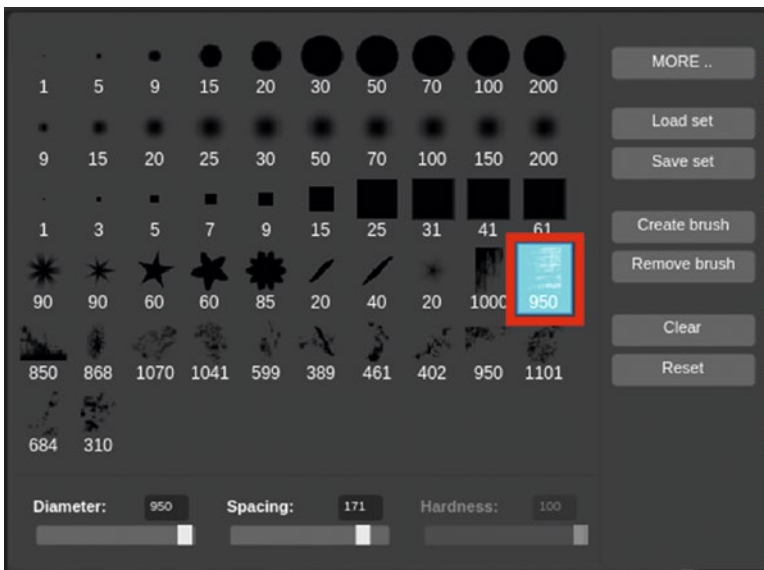 1 5 9 15 20 30 50 70 100 200
MORE ..
9 15 20 25 30 50 70 100 150 200
Load set
Save set
1 3 5 7 9 15 25 31 41 61
Create brush
Remove brush
90 90 60 60 85 20 40 20 1000 950
Clear
Reset
850 868 1070 1041 599 389 461 402 950 1101
684 310
Diameter: 950 Spacing: 171 Hardness: 100